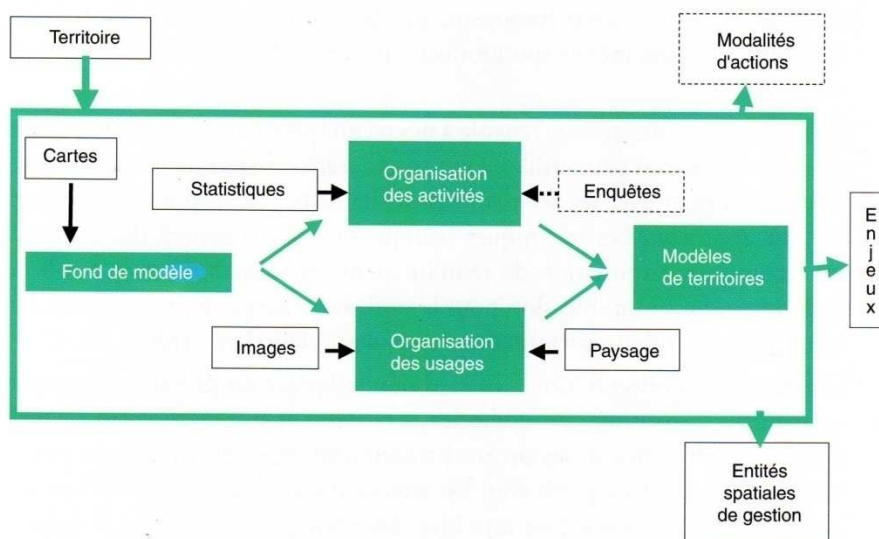 Territoire
Modalités
d'actions
Cartes
Statistiques
Organisation
des activités
Enquêtes
Fond de modèle
Modèles
de territoires
Enjeux
Images
Organisation
des usages
Paysage
Entités
spatiales
de gestion